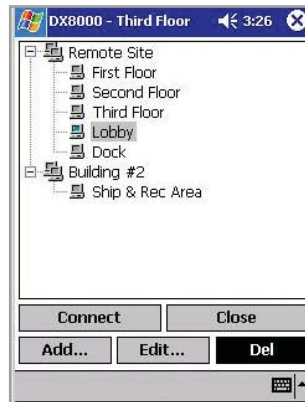 DX8000 - Third Floor 3:26
Remote Site
First Floor
Second Floor
Third Floor
Lobby
Dock
Building #2
Ship & Rec Area
Connect Close
Add... Edit... Del